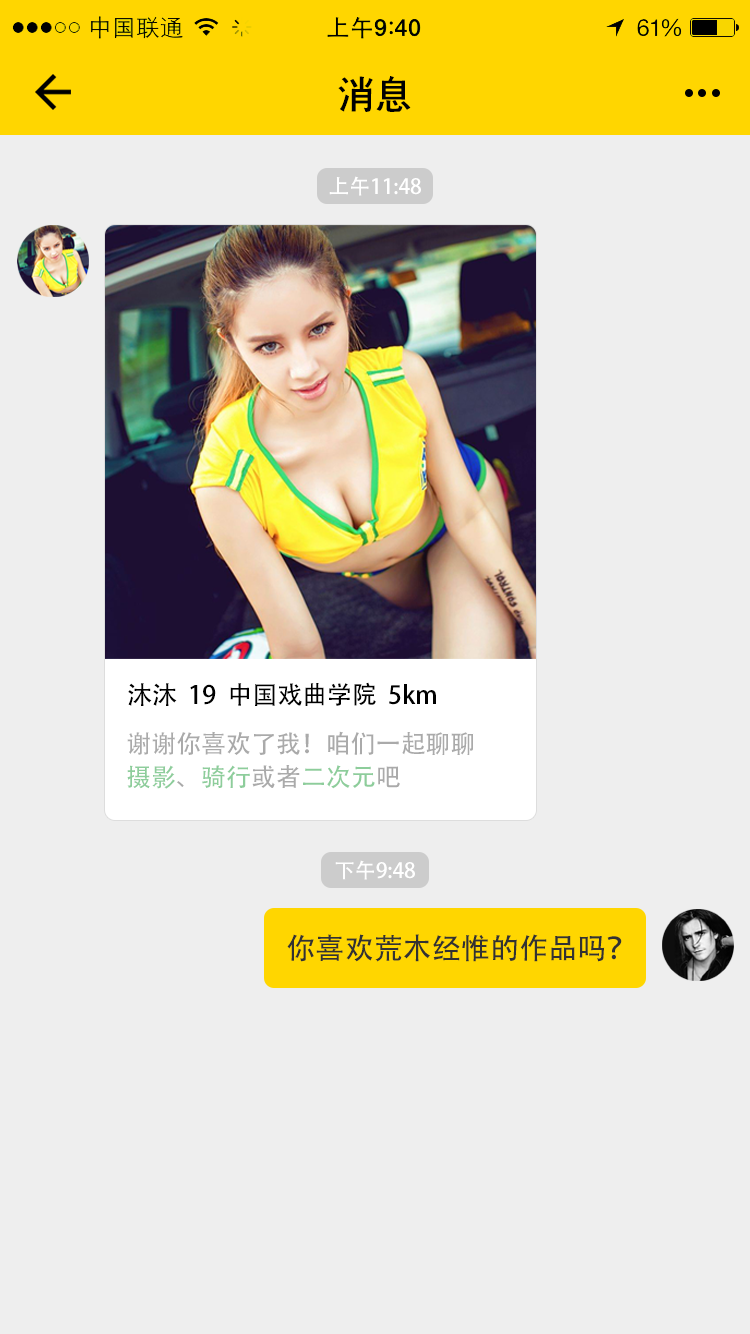 中国联通
上午9:40
61%
消息
上午11:48
沐沐 19 中国戏曲学院 5km
谢谢你喜欢了我！咱们一起聊聊
摄影、骑行或者二次元吧
下午9:48
你喜欢荒木经惟的作品吗？